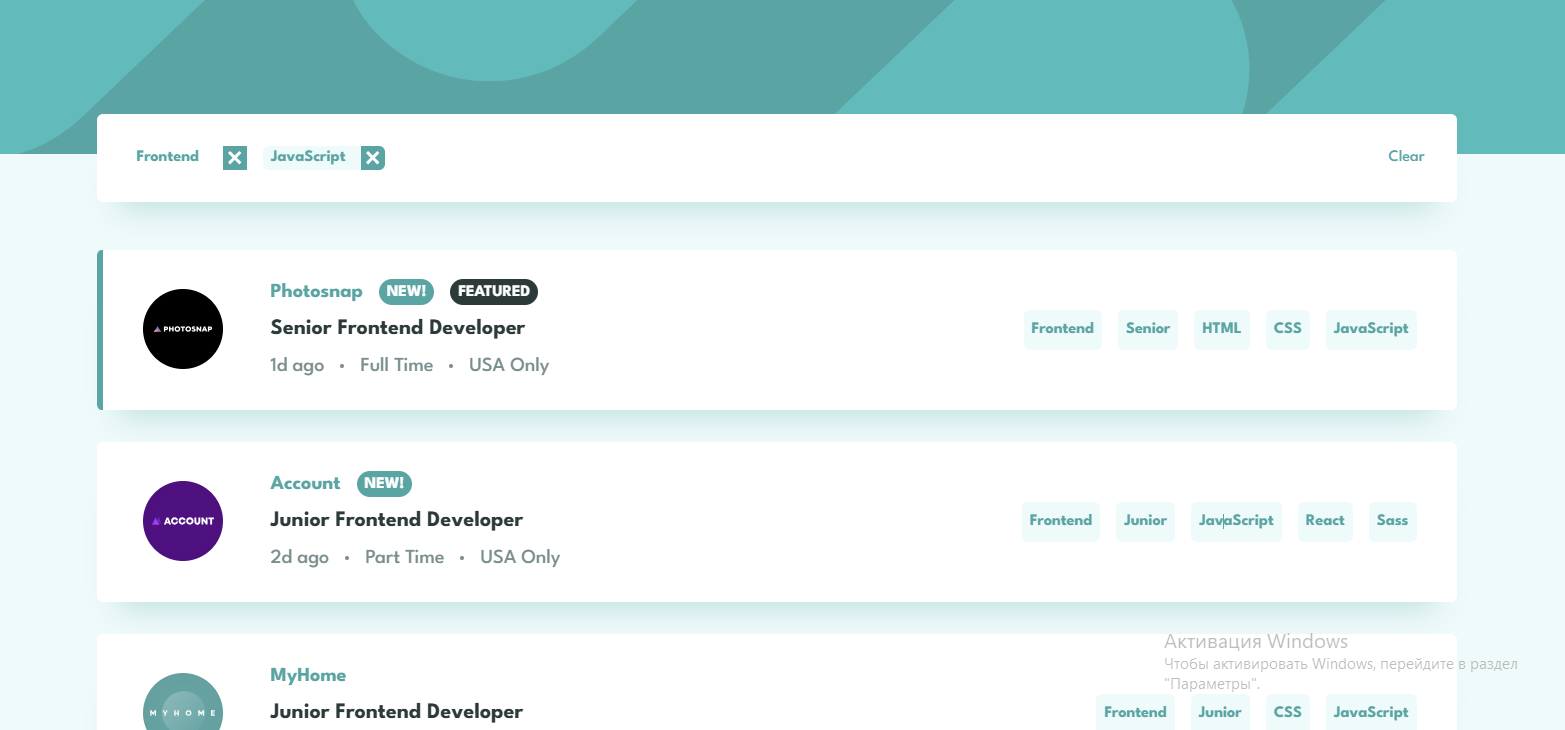 Frontend JavaScript Clear
PHOTOSNAP
Photosnap NEW! FEATURED
Senior Frontend Developer
1d ago • Full Time • USA Only
Frontend Senior HTML CSS JavaScript
ACCOUNT
Account NEW!
Junior Frontend Developer
2d ago • Part Time • USA Only
Frontend Junior JavaScript React Sass
MYHOME
MyHome
Junior Frontend Developer
Frontend Junior CSS JavaScript
Активация Windows
Чтобы активировать Windows, перейдите в раздел
"Параметры".